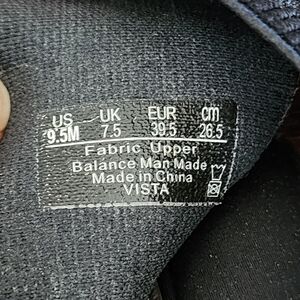 US UK EUR cm
9.5M 7.5 39.5 26.5
Fabric Upper
Balance Man Made
Made in China
VISTA